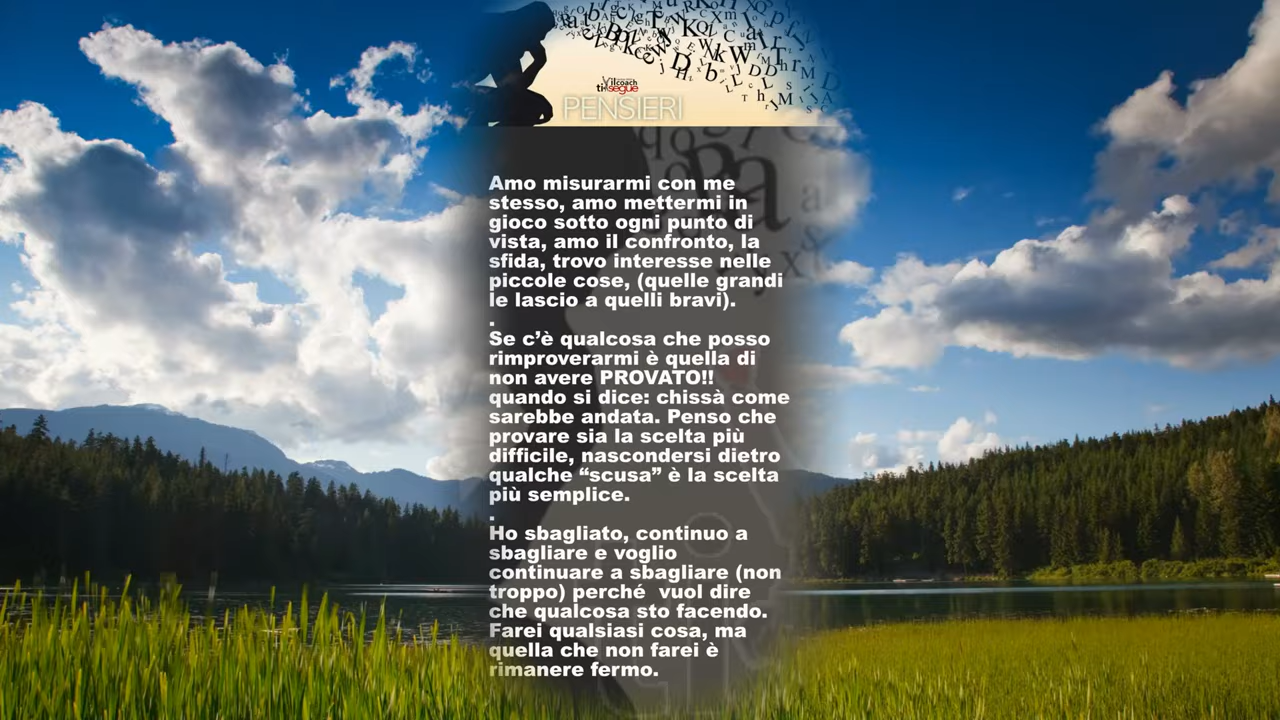 ilcoach
ti segue
PENSIERI
Amo misurarmi con me
stesso, amo mettermi in
gioco sotto ogni punto di
vista, amo il confronto, la
sfida, trovo interesse nelle
piccole cose, (quelle grandi
le lascio a quelli bravi).
.
Se c’è qualcosa che posso
rimproverarmi è quella di
non avere PROVATO!!
quando si dice: chissà come
sarebbe andata. Penso che
provare sia la scelta più
difficile, nascondersi dietro
qualche “scusa” è la scelta
più semplice.
.
Ho sbagliato, continuo a
sbagliare e voglio
continuare a sbagliare (non
troppo) perché  vuol dire
che qualcosa sto facendo.
Farei qualsiasi cosa, ma
quella che non farei è
rimanere fermo.